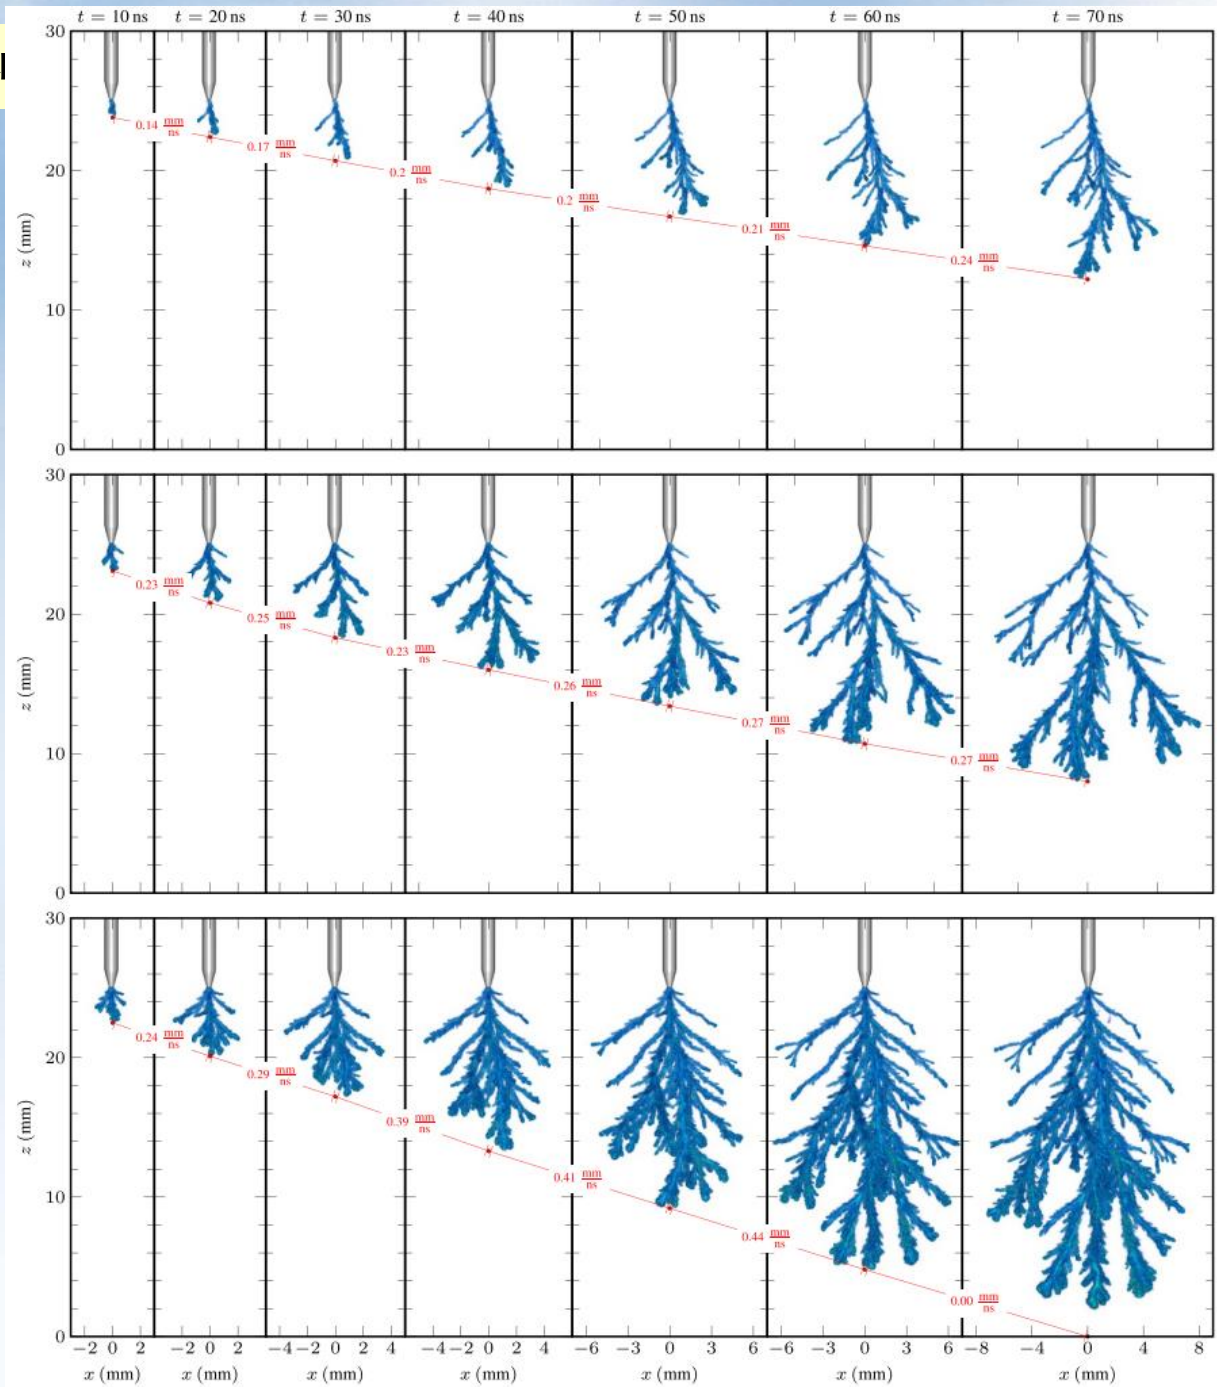 t = 10 ns t = 20 ns t = 30 ns t = 40 ns t = 50 ns t = 60 ns t = 70 ns
30
20
10
0
z (mm)
0.14 mm/ns
0.17 mm/ns
0.2 mm/ns
0.2 mm/ns
0.21 mm/ns
0.24 mm/ns
30
20
10
0
z (mm)
0.23 mm/ns
0.25 mm/ns
0.23 mm/ns
0.26 mm/ns
0.27 mm/ns
0.27 mm/ns
30
20
10
0
z (mm)
0.24 mm/ns
0.29 mm/ns
0.39 mm/ns
0.41 mm/ns
0.44 mm/ns
0.00 mm/ns
−2 0 2 −2 0 2 −4 −2 0 2 4 −4 −2 0 2 4 −6 −3 0 3 6 −6 −3 0 3 6 −8 −4 0 4 8
x (mm) x (mm) x (mm) x (mm) x (mm) x (mm) x (mm)